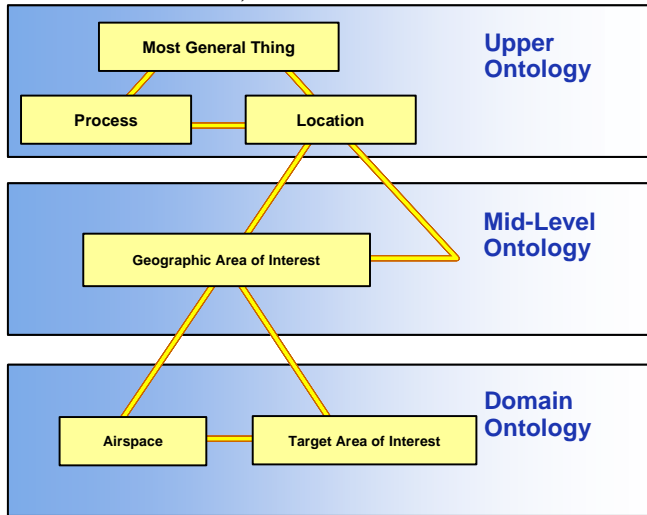 Most General Thing
Upper
Ontology
Process
Location
Mid-Level
Ontology
Geographic Area of Interest
Domain
Ontology
Airspace
Target Area of Interest